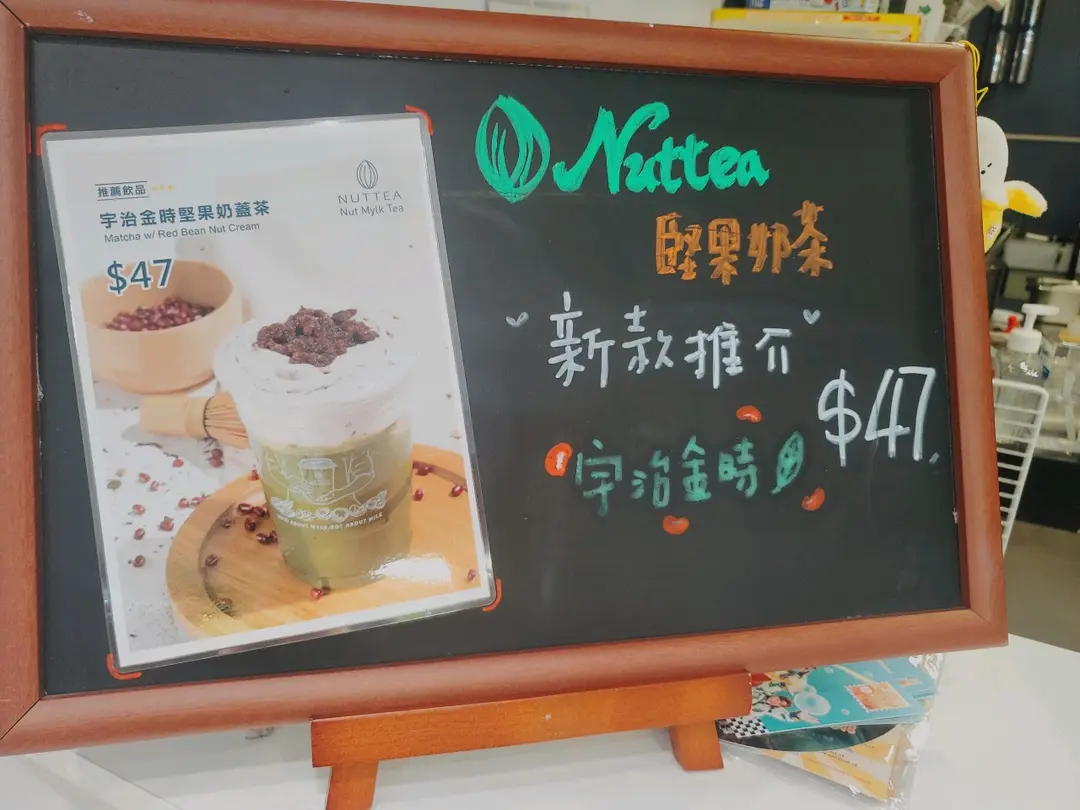 推薦飲品
宇治金時堅果奶蓋茶
Matcha w/ Red Bean Nut Cream
$47
NUTTEA
Nut Mylk Tea
Nuttea
堅果奶茶
新款推介
$47
宇治金時